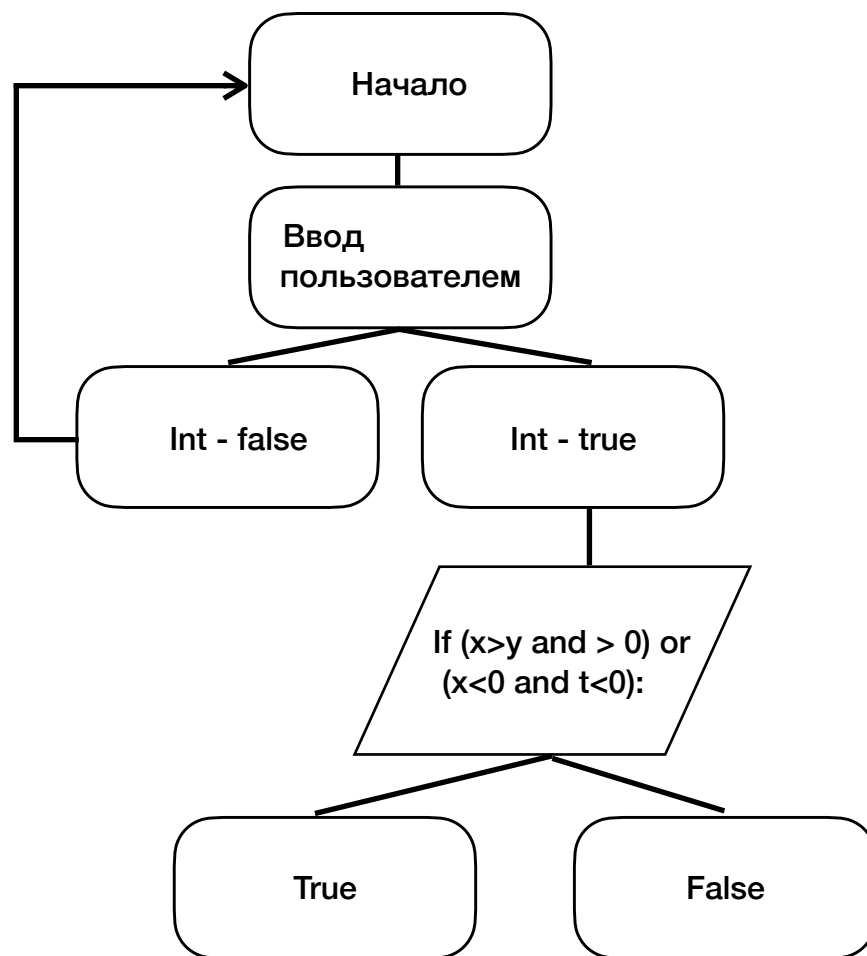 Начало
Ввод
пользователем
Int - false
Int - true
If (x>y and > 0) or
(x<0 and t<0):
True
False